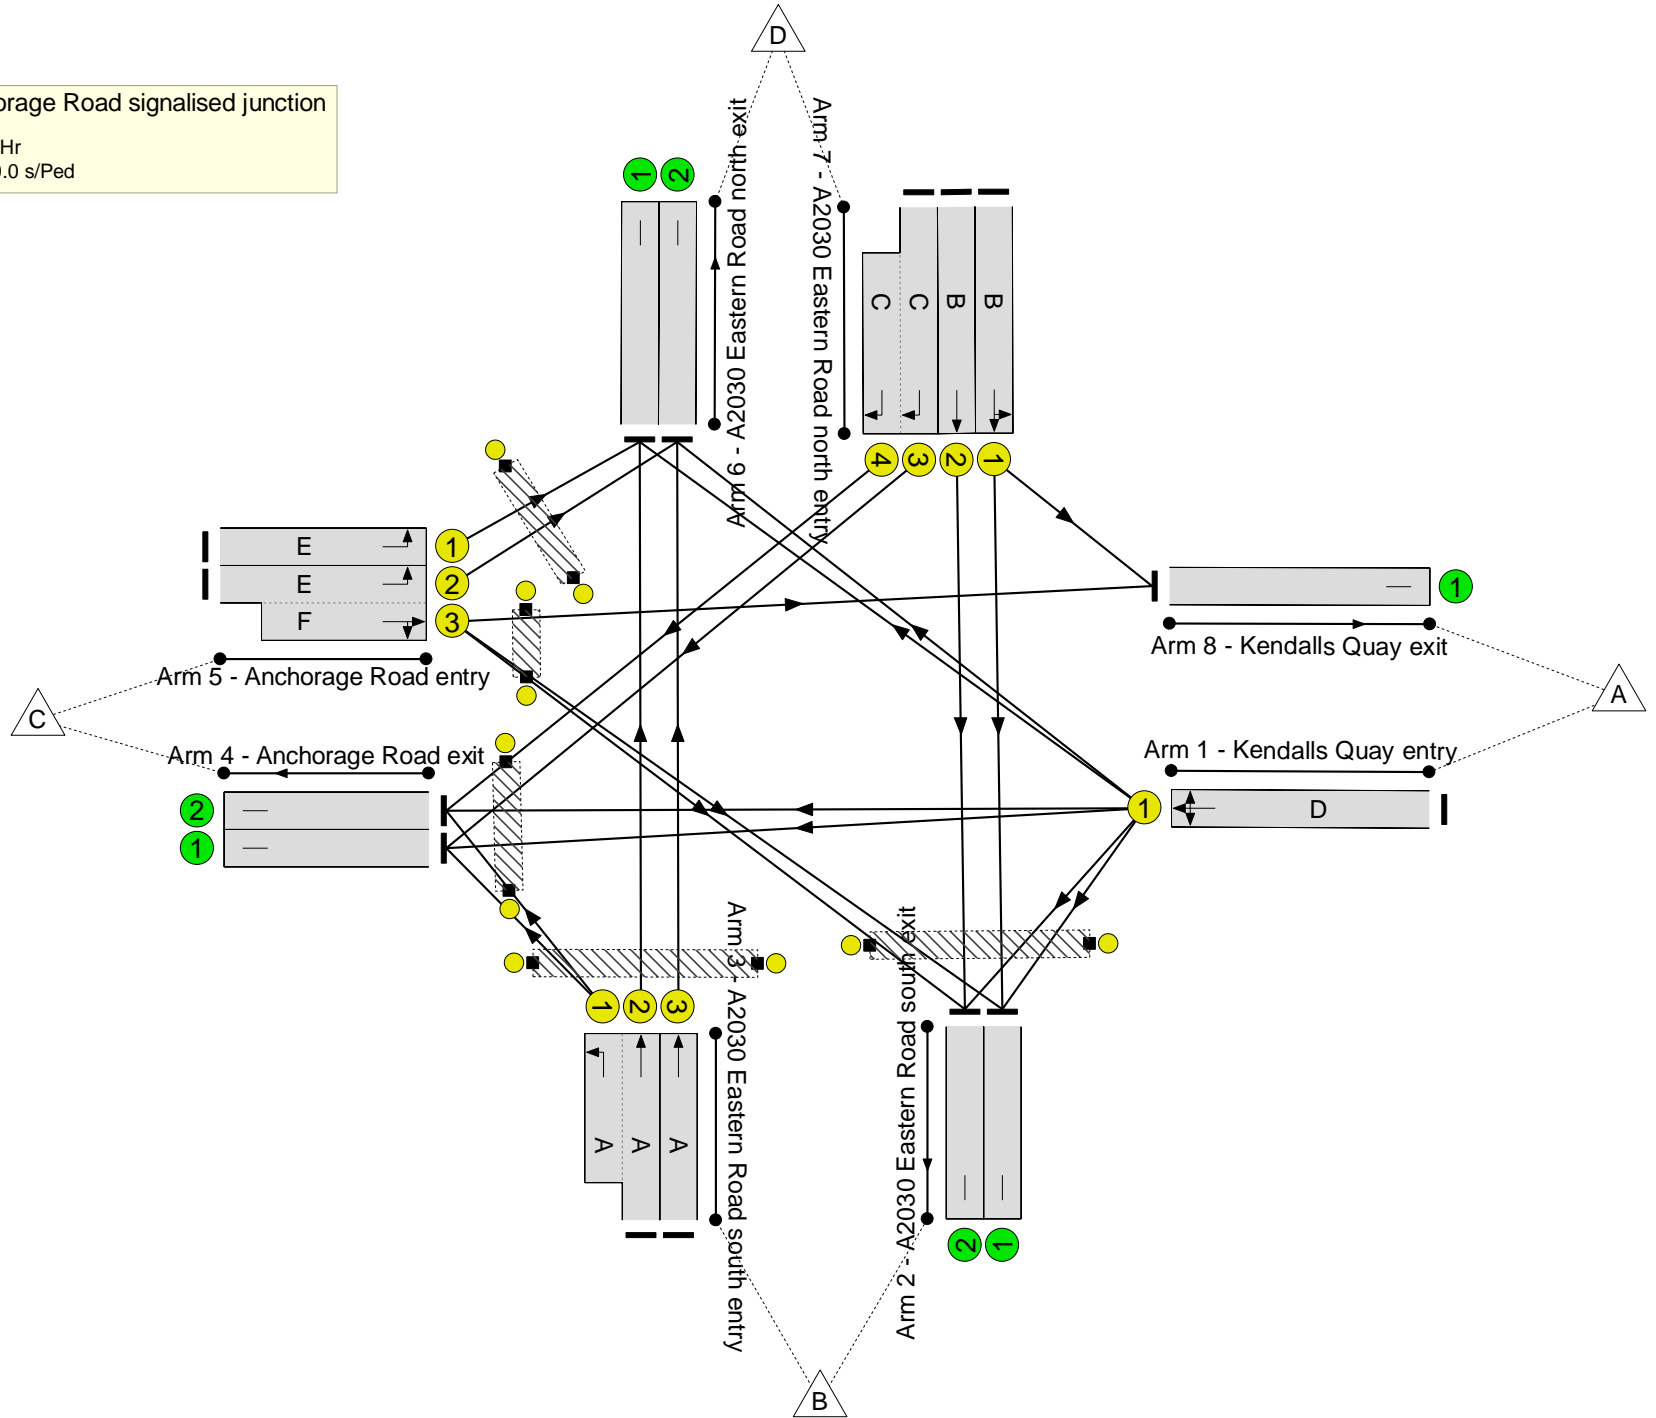 D
orage Road signalised junction
Hr
0.0 s/Ped
Arm 6 - A2030 Eastern Road north exit
Arm 7 - A2030 Eastern Road north entry
1
2
C
C
B
B
4
3
2
1
E
E
F
1
2
3
Arm 5 - Anchorage Road entry
C
Arm 4 - Anchorage Road exit
2
1
1
Arm 8 - Kendalls Quay exit
A
Arm 1 - Kendalls Quay entry
1
D
Arm 3 - A2030 Eastern Road south entry
Arm 2 - A2030 Eastern Road south exit
1
2
3
A
A
A
2
1
B